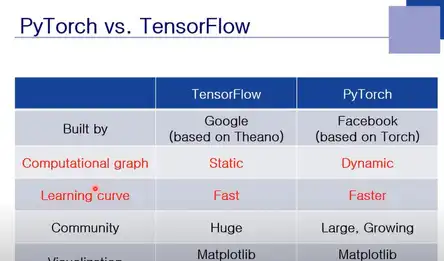 PyTorch vs. TensorFlow
TensorFlow PyTorch
Built by Google (based on Theano) Facebook (based on Torch)
Computational graph Static Dynamic
Learning curve Fast Faster
Community Huge Large, Growing
Visualization Matplotlib Matplotlib